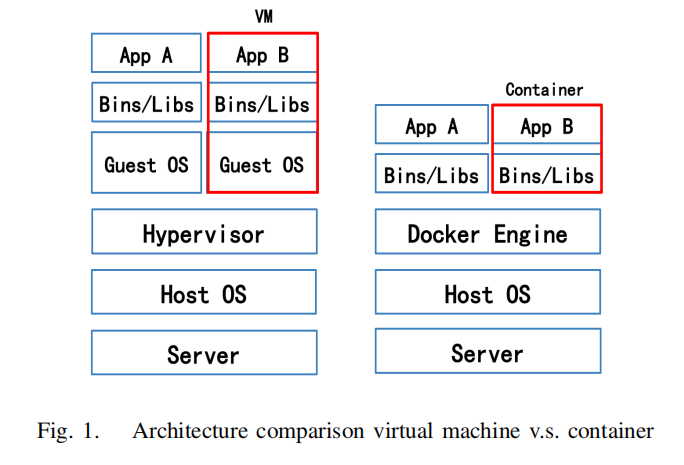 VM
App A
App B
Bins/Libs
Bins/Libs
Guest OS
Guest OS
Hypervisor
Host OS
Server
Container
App A
App B
Bins/Libs
Bins/Libs
Docker Engine
Host OS
Server
Fig. 1. Architecture comparison virtual machine v.s. container